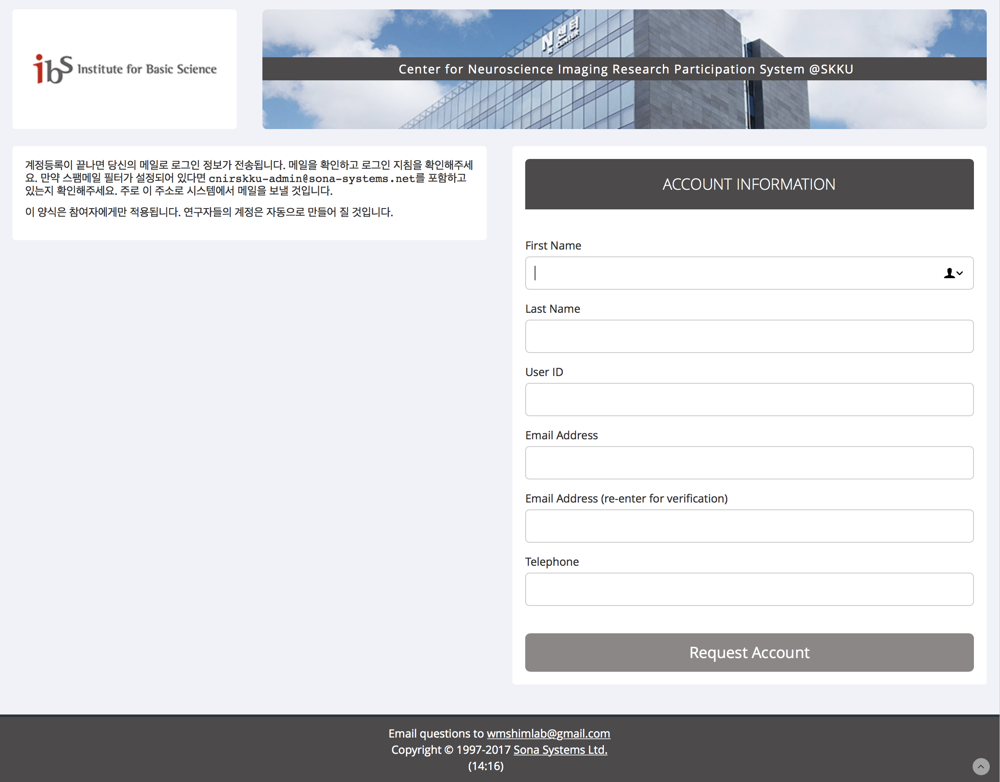 ibs Institute for Basic Science
N 센터
N CENTER
Center for Neuroscience Imaging Research Participation System @SKKU
계정등록이 끝나면 당신의 메일로 로그인 정보가 전송됩니다. 메일을 확인하고 로그인 지침을 확인해주세
요. 만약 스팸메일 필터가 설정되어 있다면 cnirskku-admin@sona-systems.net를 포함하고
있는지 확인해주세요. 주로 이 주소로 시스템에서 메일을 보낼 것입니다.
이 양식은 참여자에게만 적용됩니다. 연구자들의 계정은 자동으로 만들어 질 것입니다.
ACCOUNT INFORMATION
First Name
Last Name
User ID
Email Address
Email Address (re-enter for verification)
Telephone
Request Account
Email questions to wmshimlab@gmail.com
Copyright © 1997-2017 Sona Systems Ltd.
(14:16)